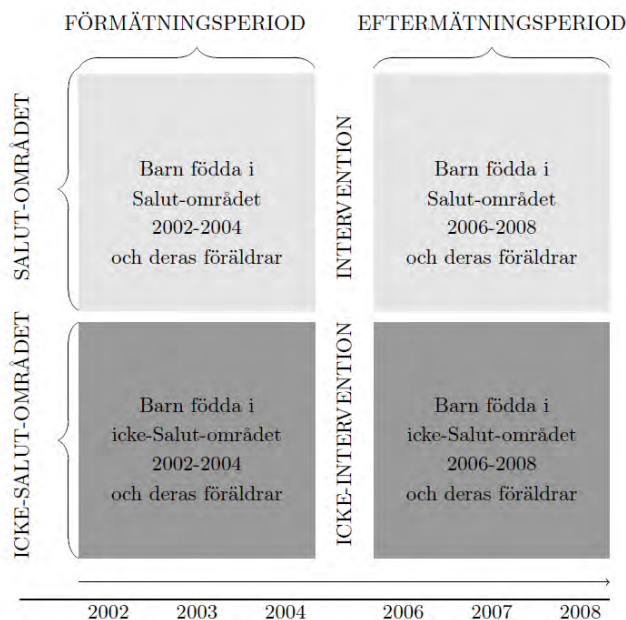 FÖRMÄTNINGSPERIOD
EFTERMÄTNINGSPERIOD
SALUT-OMRÅDET
Barn födda i
Salut-området
2002-2004
och deras föräldrar
INTERVENTION
Barn födda i
Salut-området
2006-2008
och deras föräldrar
ICKE-SALUT-OMRÅDET
Barn födda i
icke-Salut-området
2002-2004
och deras föräldrar
ICKE-INTERVENTION
Barn födda i
icke-Salut-området
2006-2008
och deras föräldrar
2002 2003 2004 2006 2007 2008